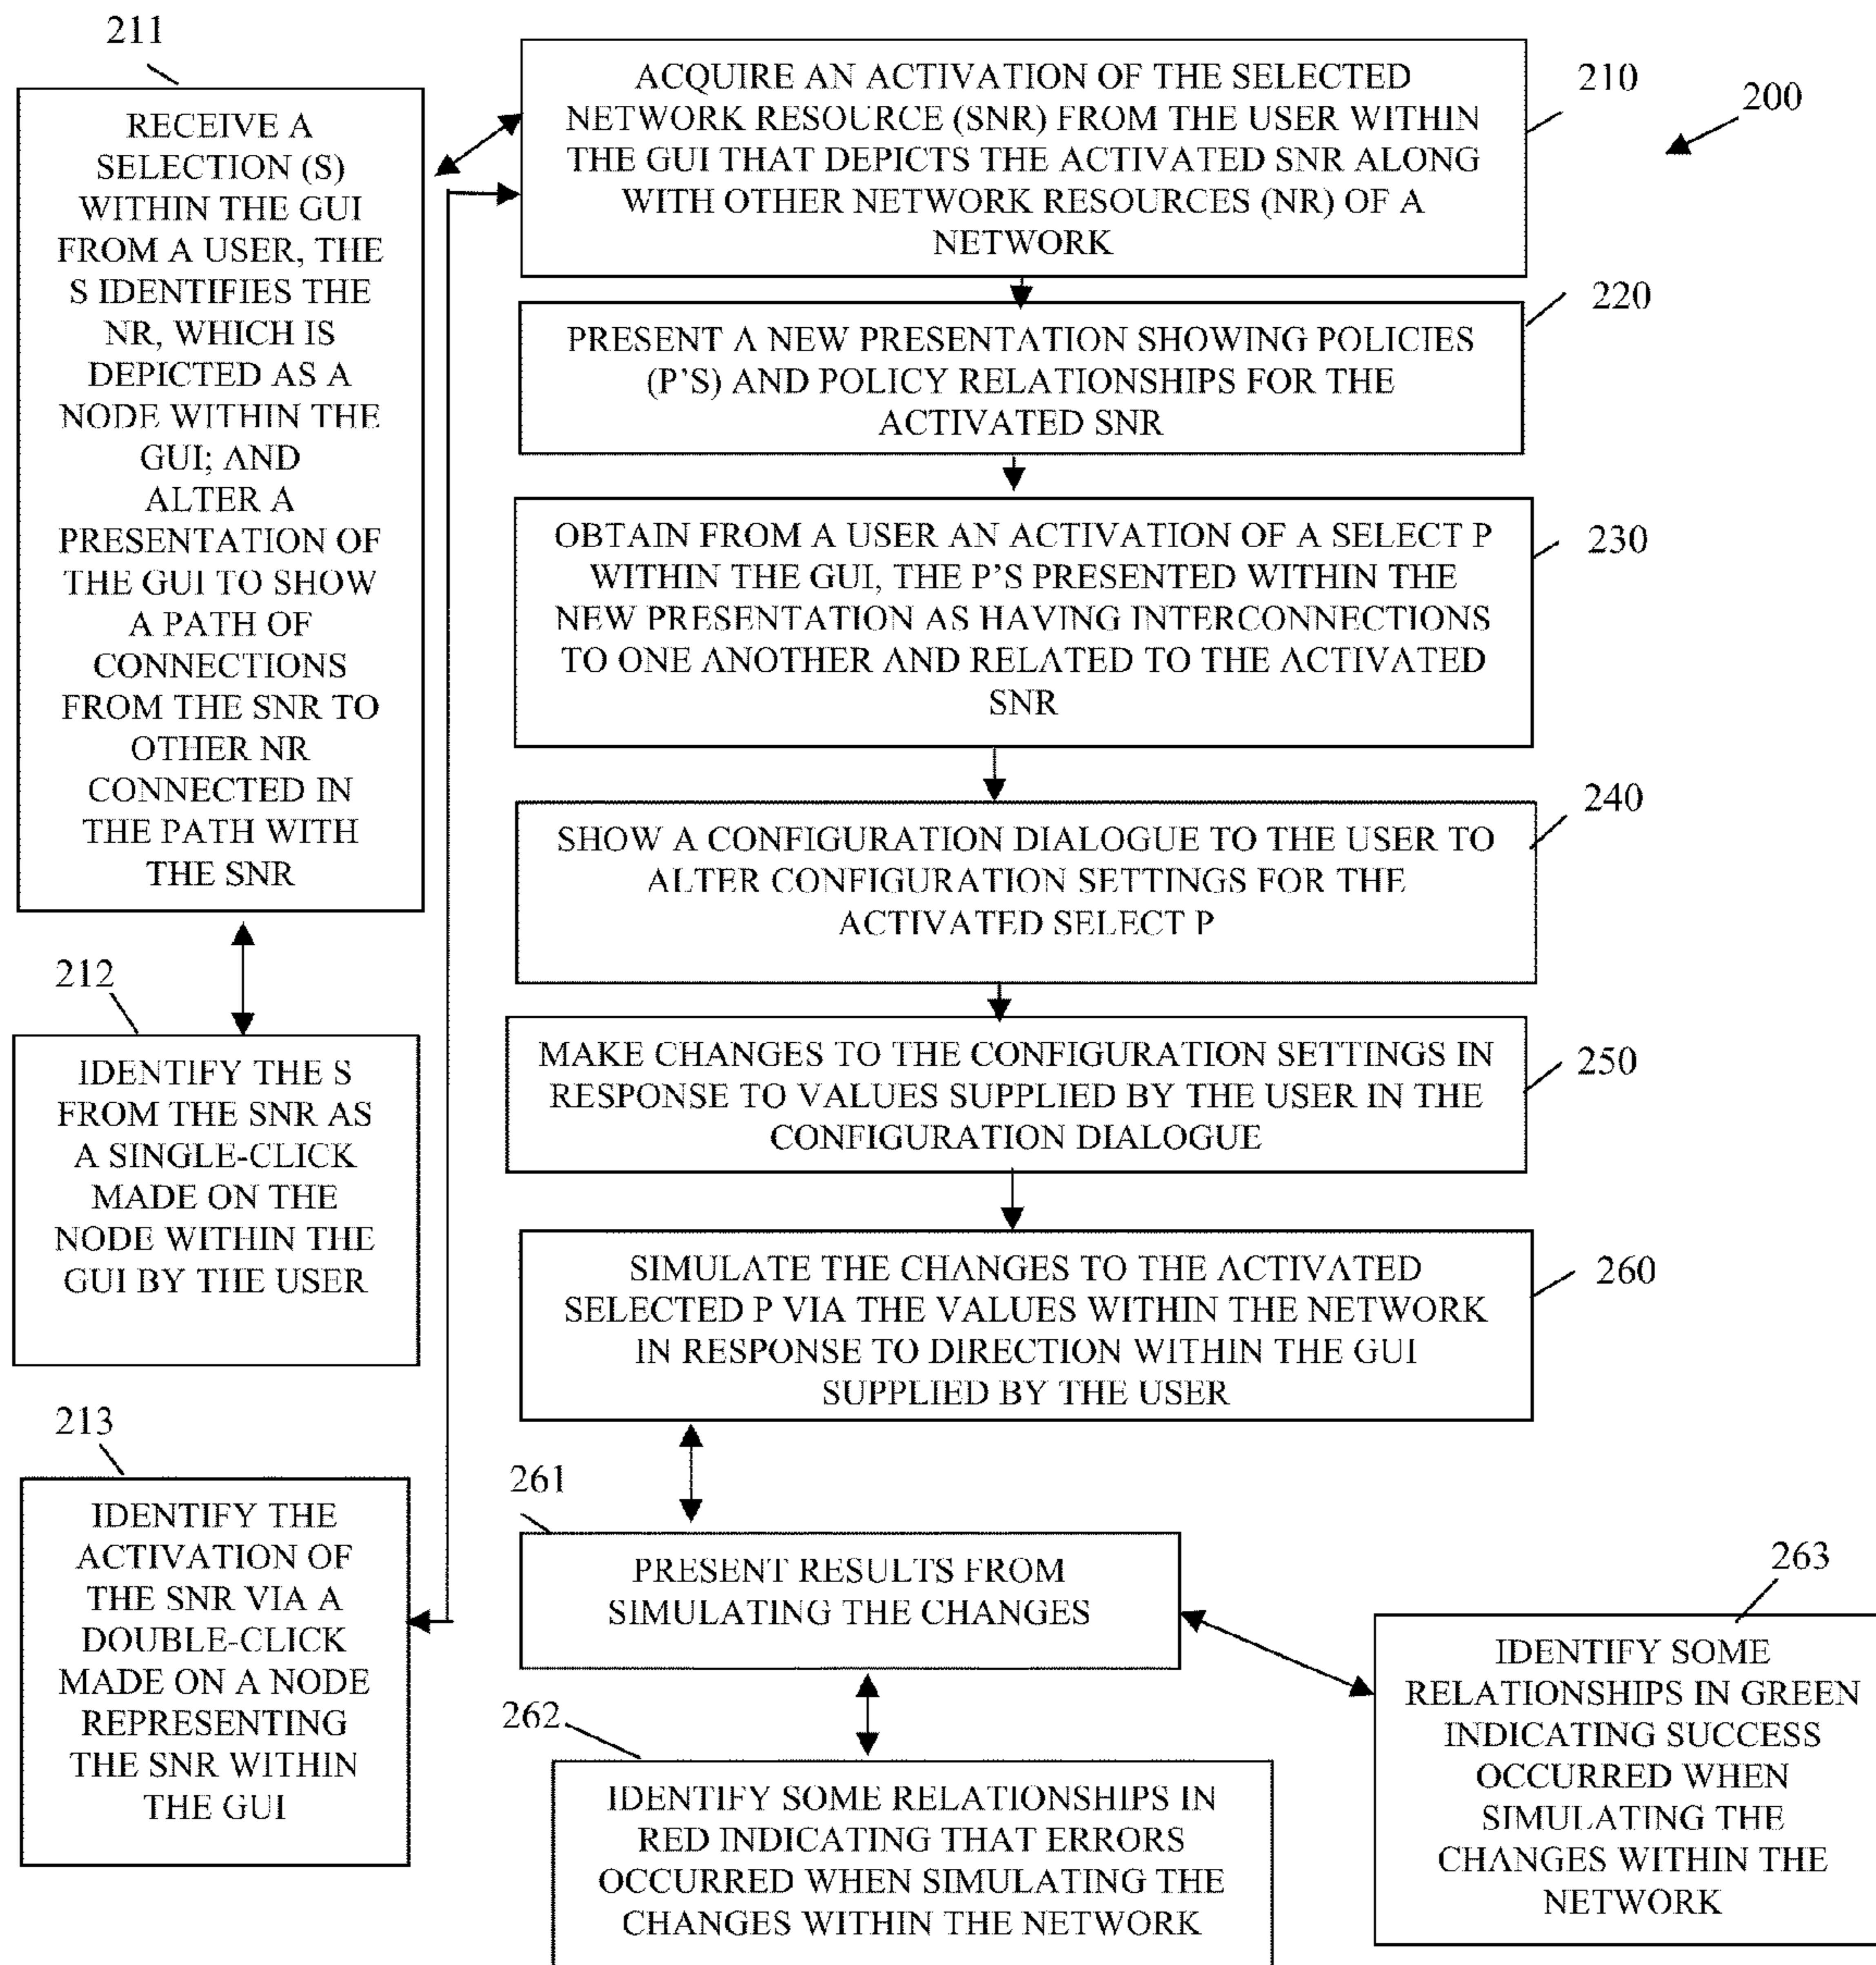 211
RECEIVE A
SELECTION (S)
WITHIN THE GUI
FROM A USER, THE
S IDENTIFIES THE
NR, WHICH IS
DEPICTED AS A
NODE WITHIN THE
GUI; AND
ALTER A
PRESENTATION OF
THE GUI TO SHOW
A PATH OF
CONNECTIONS
FROM THE SNR TO
OTHER NR
CONNECTED IN
THE PATH WITH
THE SNR
212
IDENTIFY THE S
FROM THE SNR AS
A SINGLE-CLICK
MADE ON THE
NODE WITHIN THE
GUI BY THE USER
213
IDENTIFY THE
ACTIVATION OF
THE SNR VIA A
DOUBLE-CLICK
MADE ON A NODE
REPRESENTING
THE SNR WITHIN
THE GUI
200
210
ACQUIRE AN ACTIVATION OF THE SELECTED
NETWORK RESOURCE (SNR) FROM THE USER WITHIN
THE GUI THAT DEPICTS THE ACTIVATED SNR ALONG
WITH OTHER NETWORK RESOURCES (NR) OF A
NETWORK
220
PRESENT A NEW PRESENTATION SHOWING POLICIES
(P'S) AND POLICY RELATIONSHIPS FOR THE
ACTIVATED SNR
230
OBTAIN FROM A USER AN ACTIVATION OF A SELECT P
WITHIN THE GUI, THE P'S PRESENTED WITHIN THE
NEW PRESENTATION AS HAVING INTERCONNECTIONS
TO ONE ANOTHER AND RELATED TO THE ACTIVATED
SNR
240
SHOW A CONFIGURATION DIALOGUE TO THE USER TO
ALTER CONFIGURATION SETTINGS FOR THE
ACTIVATED SELECT P
250
MAKE CHANGES TO THE CONFIGURATION SETTINGS IN
RESPONSE TO VALUES SUPPLIED BY THE USER IN THE
CONFIGURATION DIALOGUE
260
SIMULATE THE CHANGES TO THE ACTIVATED
SELECTED P VIA THE VALUES WITHIN THE NETWORK
IN RESPONSE TO DIRECTION WITHIN THE GUI
SUPPLIED BY THE USER
261
PRESENT RESULTS FROM
SIMULATING THE CHANGES
262
IDENTIFY SOME RELATIONSHIPS IN
RED INDICATING THAT ERRORS
OCCURRED WHEN SIMULATING THE
CHANGES WITHIN THE NETWORK
263
IDENTIFY SOME
RELATIONSHIPS IN GREEN
INDICATING SUCCESS
OCCURRED WHEN
SIMULATING THE
CHANGES WITHIN THE
NETWORK